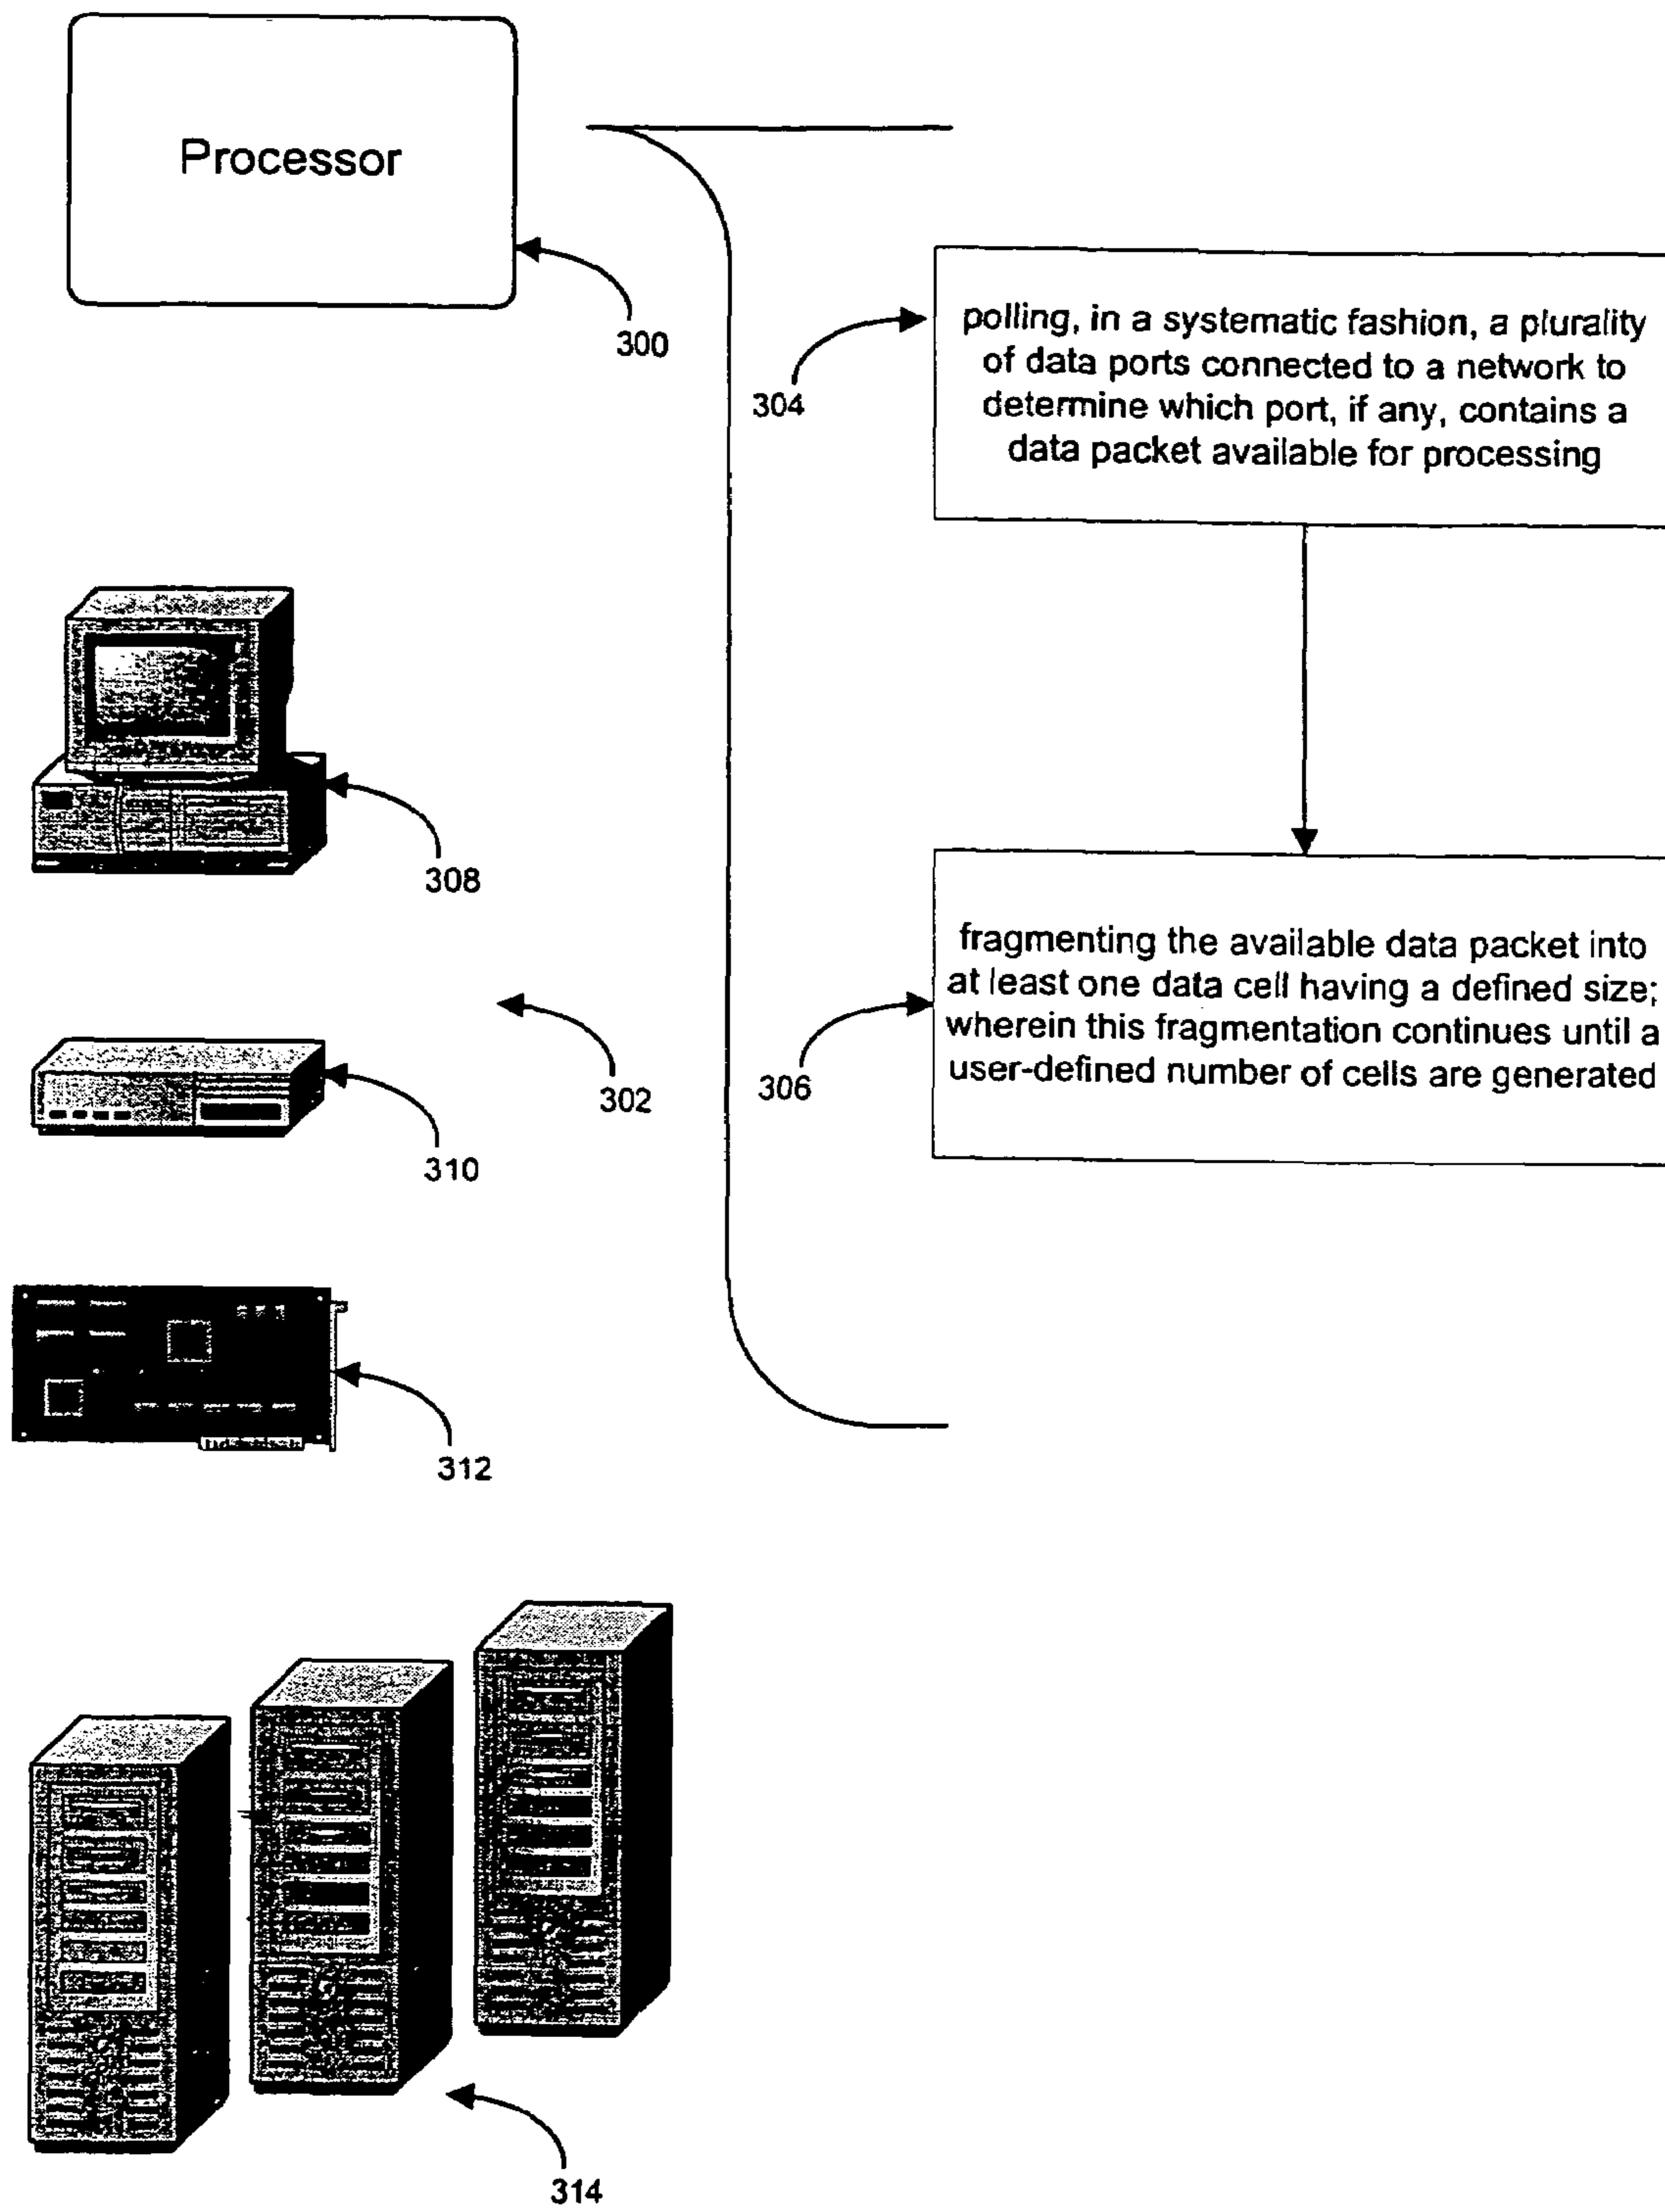 Processor
300
304
polling, in a systematic fashion, a plurality
of data ports connected to a network to
determine which port, if any, contains a
data packet available for processing
308
302
306
fragmenting the available data packet into
at least one data cell having a defined size;
wherein this fragmentation continues until a
user-defined number of cells are generated
310
312
314